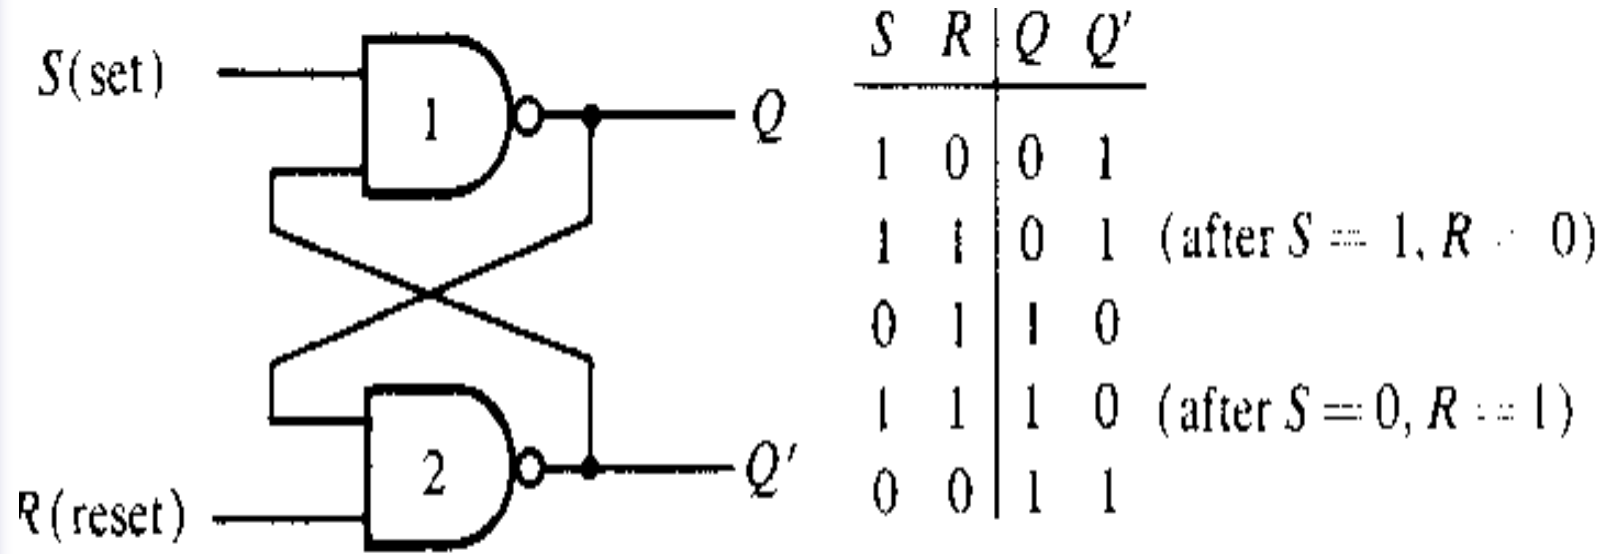 S(set)
1
Q
2
Q'
R(reset)
S R Q Q'
1 0 0 1
1 1 0 1 (after S = 1, R = 0)
0 1 1 0
1 1 1 0 (after S = 0, R = 1)
0 0 1 1